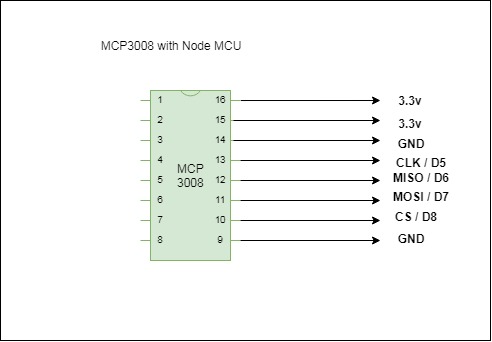 MCP3008 with Node MCU
1 16 3.3v
2 15 3.3v
3 14 GND
4 13 CLK / D5
MCP
3008
5 12 MISO / D6
6 11 MOSI / D7
7 10 CS / D8
8 9 GND